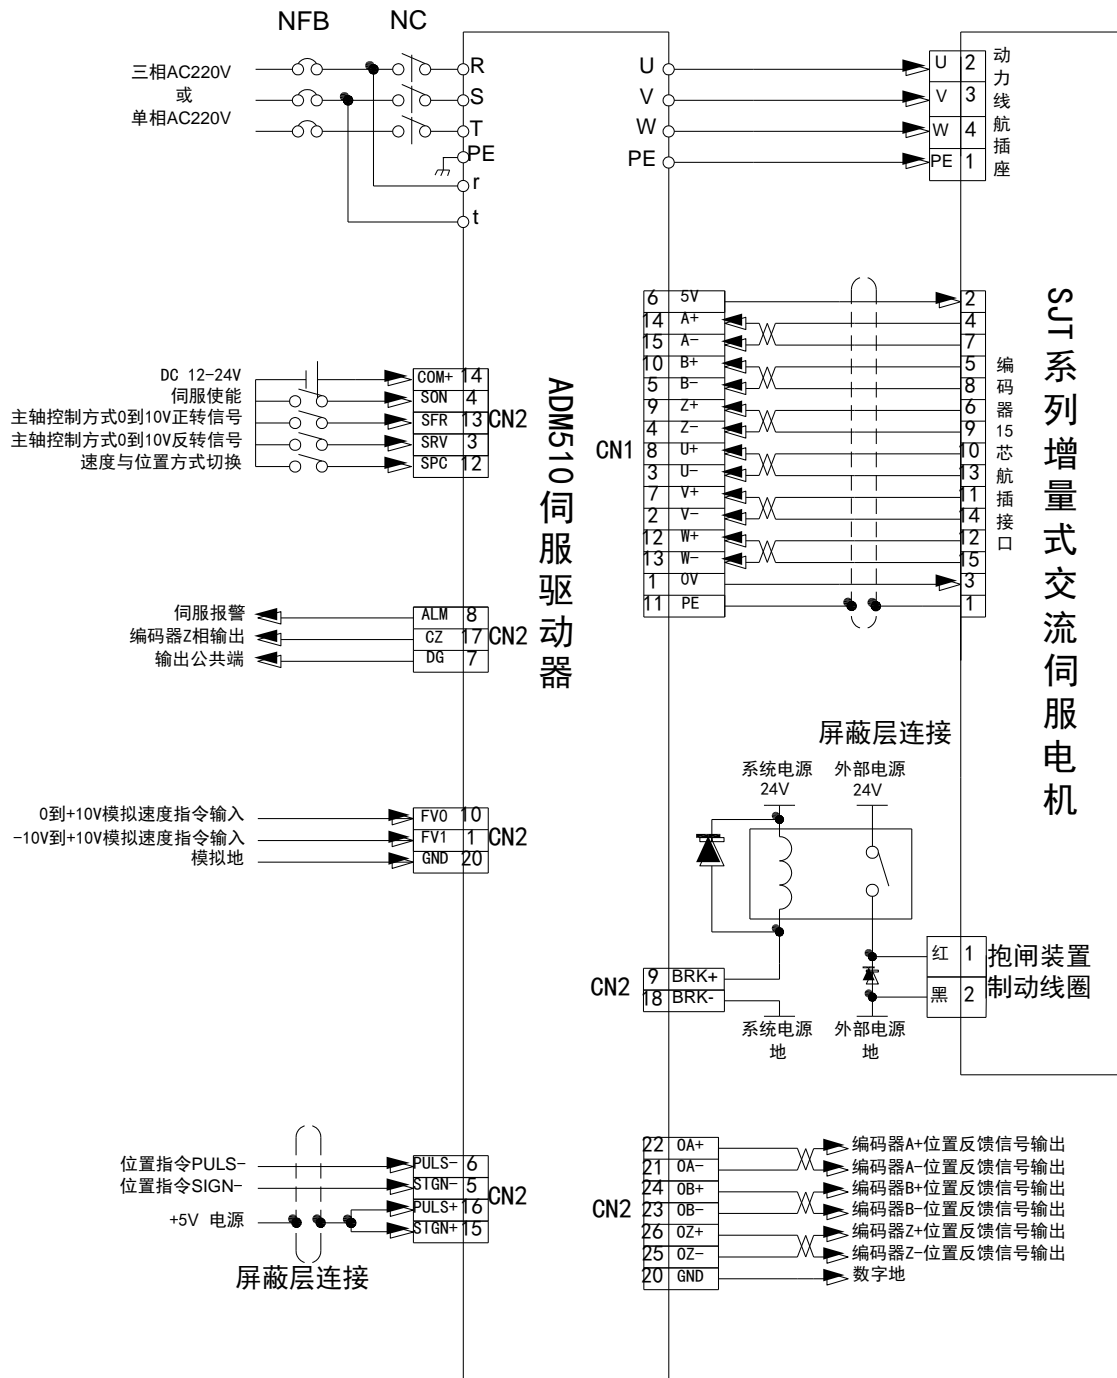 NFB NC
三相AC220V
或
单相AC220V
R
S
T
PE
r
t
U
V
W
PE
U 2
V 3
W 4
PE 1
动力线航插座
DC 12-24V
伺服使能
主轴控制方式0到10V正转信号
主轴控制方式0到10V反转信号
速度与位置方式切换
COM+ 14
SON 4
SFR 13
SRV 3
SPC 12
CN2
伺服报警
编码器Z相输出
输出公共端
ALM 8
CZ 17
DG 7
CN2
0到+10V模拟速度指令输入
-10V到+10V模拟速度指令输入
模拟地
FV0 10
FV1 1
GND 20
CN2
位置指令PULS-
位置指令SIGN-
+5V 电源
PULS- 6
SIGN- 5
PULS+ 16
SIGN+ 15
CN2
屏蔽层连接
ADM510伺服驱动器
CN1
6 5V
14 A+
15 A-
10 B+
5 B-
9 Z+
4 Z-
8 U+
3 U-
7 V+
2 V-
12 W+
13 W-
1 0V
11 PE
2
4
7
5
8
6
9
10
13
11
14
12
15
3
1
编码器15芯航插接口
SJT系列增量式交流伺服电机
屏蔽层连接
系统电源 外部电源
24V 24V
CN2
9 BRK+
18 BRK-
系统电源 外部电源
地 地
红 1
黑 2
抱闸装置
制动线圈
CN2
22 OA+
21 OA-
24 OB+
23 OB-
26 OZ+
25 OZ-
20 GND
编码器A+位置反馈信号输出
编码器A-位置反馈信号输出
编码器B+位置反馈信号输出
编码器B-位置反馈信号输出
编码器Z+位置反馈信号输出
编码器Z-位置反馈信号输出
数字地